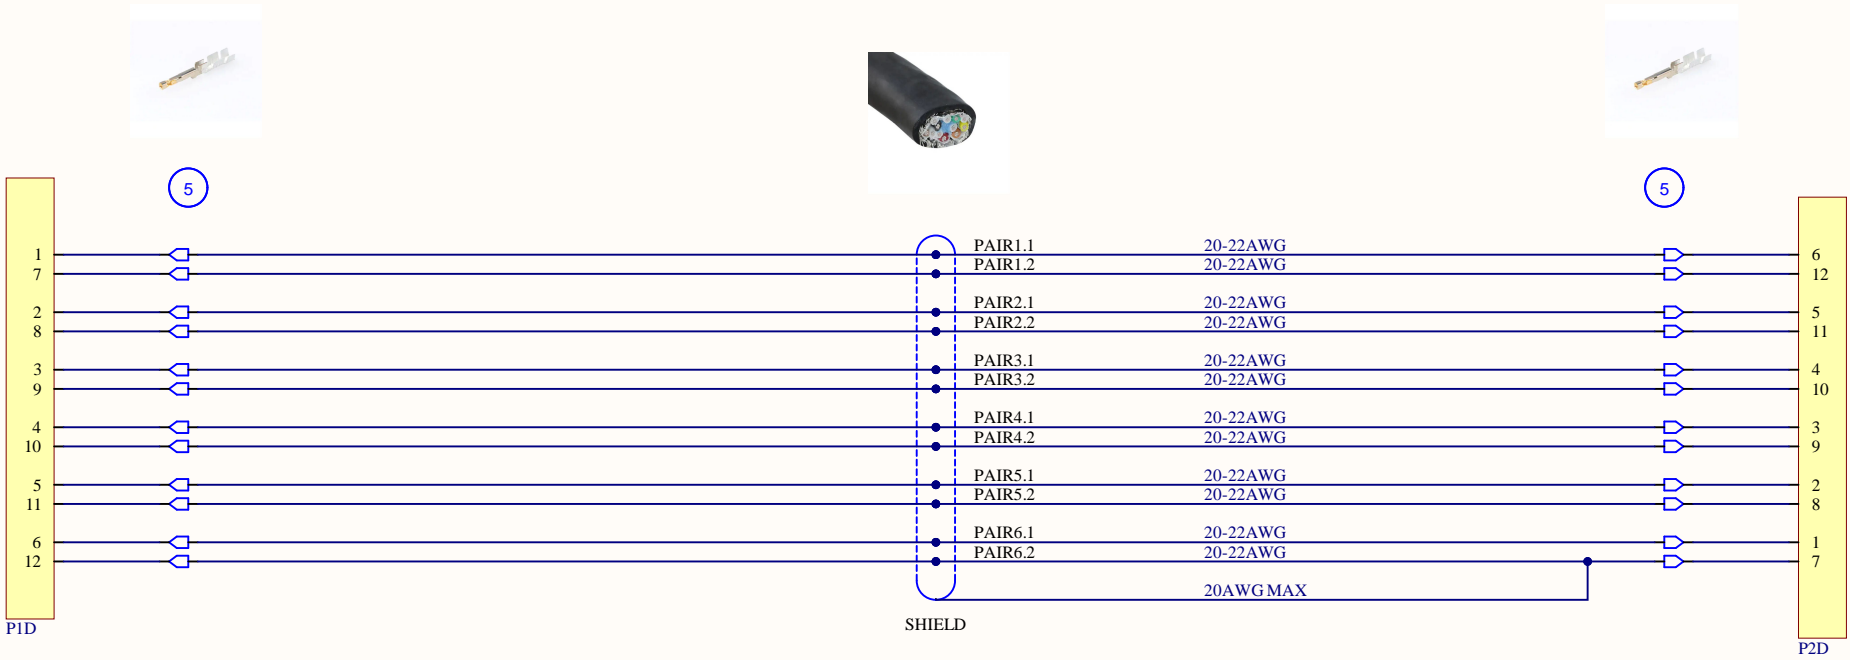 5 5
1 PAIR1.1 20-22AWG 6
7 PAIR1.2 20-22AWG 12
2 PAIR2.1 20-22AWG 5
8 PAIR2.2 20-22AWG 11
3 PAIR3.1 20-22AWG 4
9 PAIR3.2 20-22AWG 10
4 PAIR4.1 20-22AWG 3
10 PAIR4.2 20-22AWG 9
5 PAIR5.1 20-22AWG 2
11 PAIR5.2 20-22AWG 8
6 PAIR6.1 20-22AWG 1
12 PAIR6.2 20-22AWG 7
20AWG MAX
P1D SHIELD
P2D